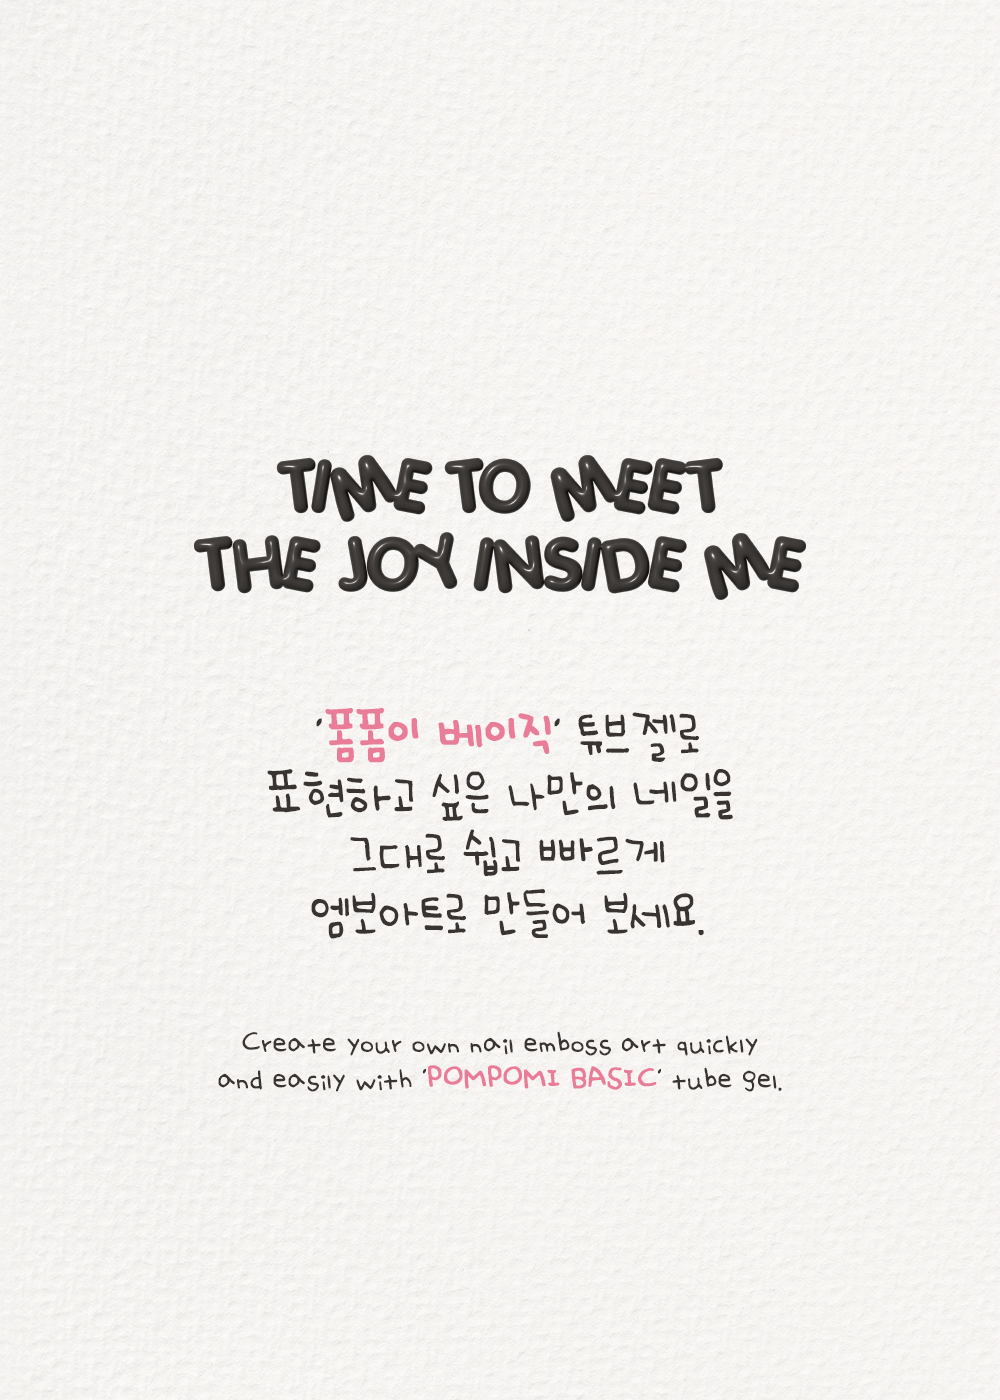 TIME TO MEET
THE JOY INSIDE ME
'폼폼이 베이직' 튜브젤로
표현하고 싶은 나만의 네일을
그대로 쉽고 빠르게
엠보아트로 만들어 보세요.
Create your own nail emboss art quickly
and easily with 'POMPOMI BASIC' tube gel.